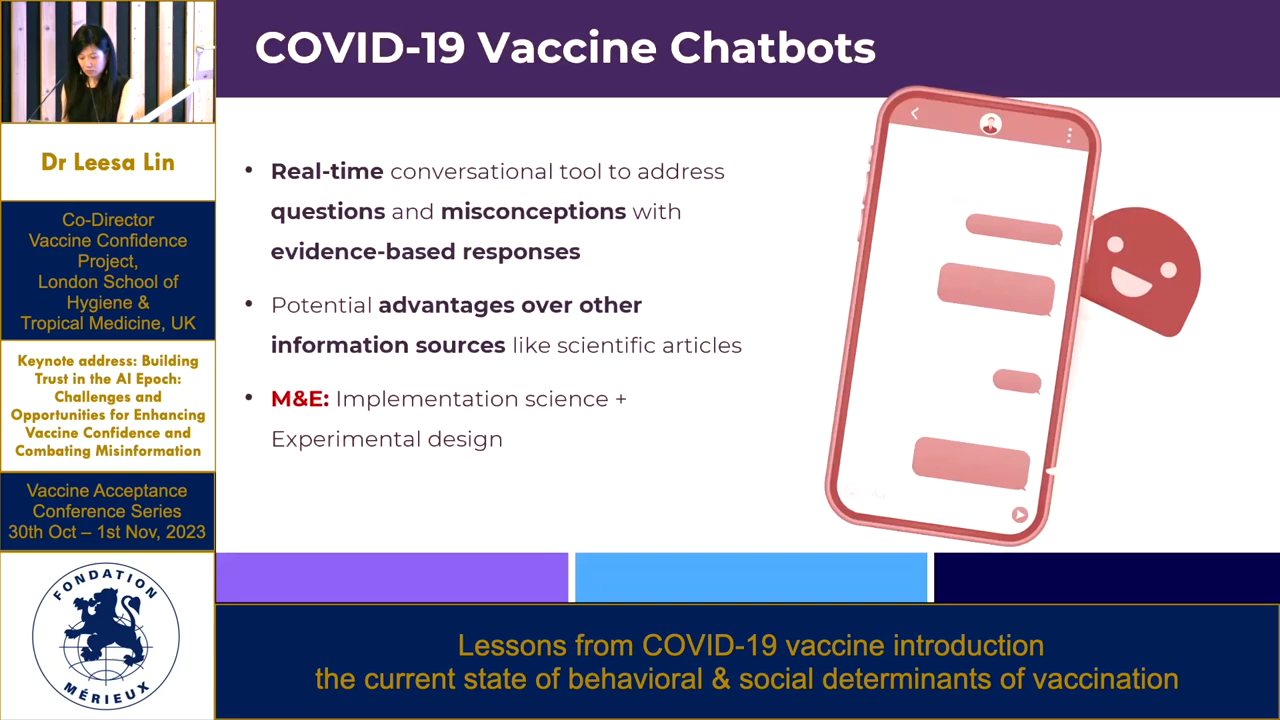 COVID-19 Vaccine Chatbots
Dr Leesa Lin
Co-Director
Vaccine Confidence
Project,
London School of
Hygiene &
Tropical Medicine, UK
Keynote address: Building
Trust in the AI Epoch:
Challenges and
Opportunities for Enhancing
Vaccine Confidence and
Combating Misinformation
Vaccine Acceptance
Conference Series
30th Oct – 1st Nov, 2023
FONDATION
MÉRIEUX
• Real-time conversational tool to address
questions and misconceptions with
evidence-based responses
• Potential advantages over other
information sources like scientific articles
• M&E: Implementation science +
Experimental design
Lessons from COVID-19 vaccine introduction
the current state of behavioral & social determinants of vaccination